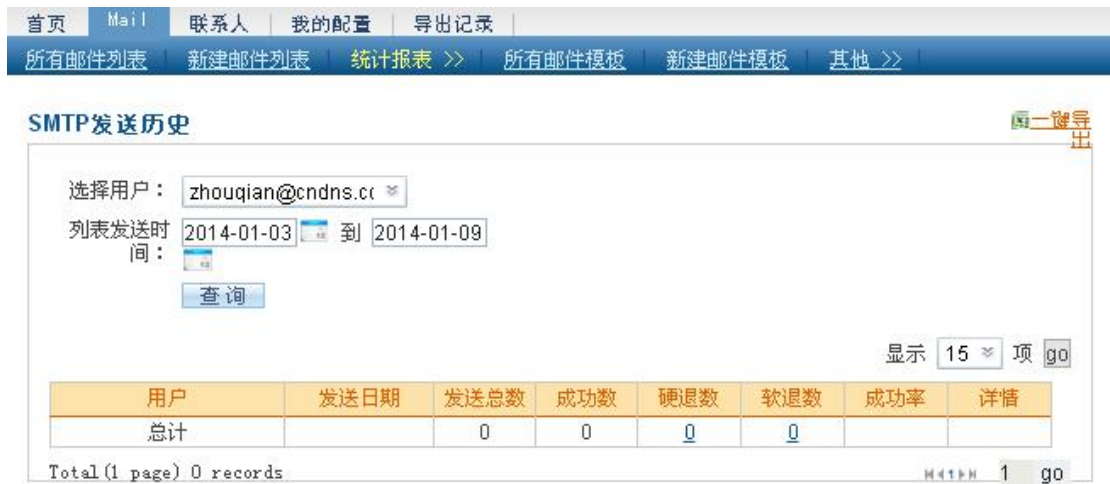 首页 Mail 联系人 我的配置 导出记录
所有邮件列表 新建邮件列表 统计报表 >> 所有邮件模板 新建邮件模板 其他 >>
SMTP发送历史
一键导
出
选择用户： zhouqian@cndns.c
列表发送时 2014-01-03 到 2014-01-09
间：
查询
显示 15 项 go
用户 发送日期 发送总数 成功数 硬退数 软退数 成功率 详情
总计 0 0 0 0
Total(1 page) 0 records 1 1 go